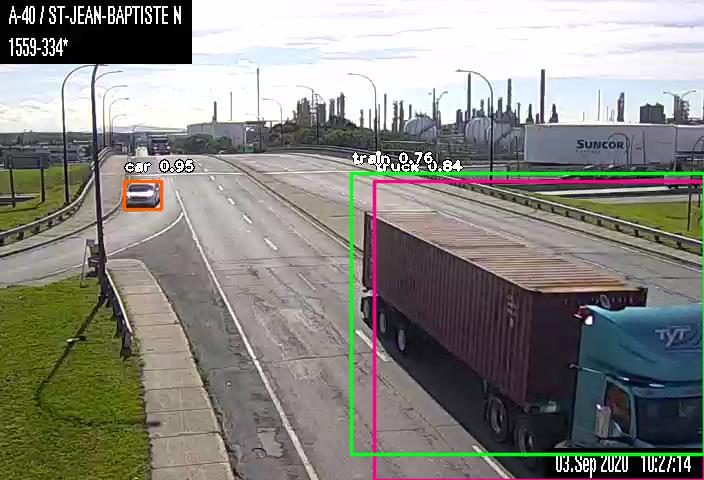 A-40 / ST-JEAN-BAPTISTE N
1559-334*
car 0.95
train 0.76
truck 0.84
SUNCOR
TYT
03.Sep 2020 10:27:14